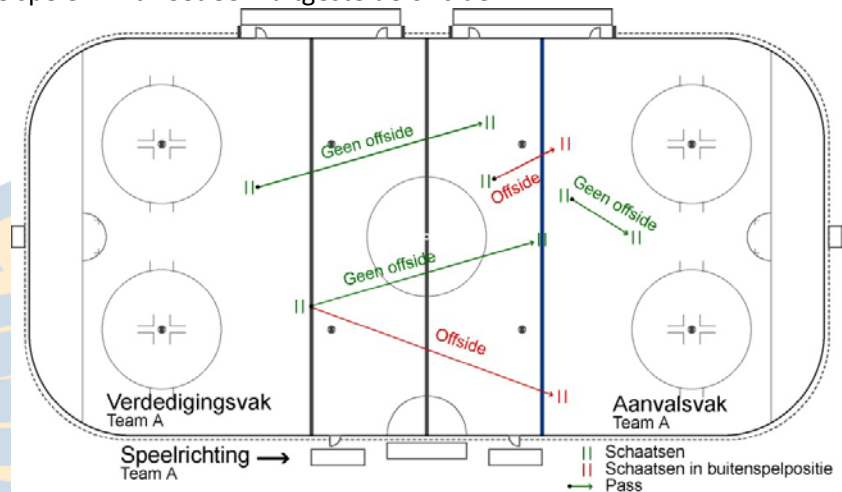 Geen offside
Offside
Geen offside
Geen offside
Offside
Verdedigingsvak
Team A
Aanvalsvak
Team A
Speelrichting
Team A
Schaatsen
Schaatsen in buitenspelpositie
Pass